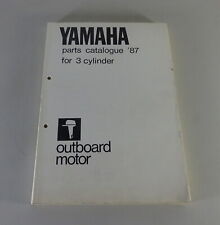 YAMAHA
parts catalogue '87
for 3 cylinder
outboard
motor